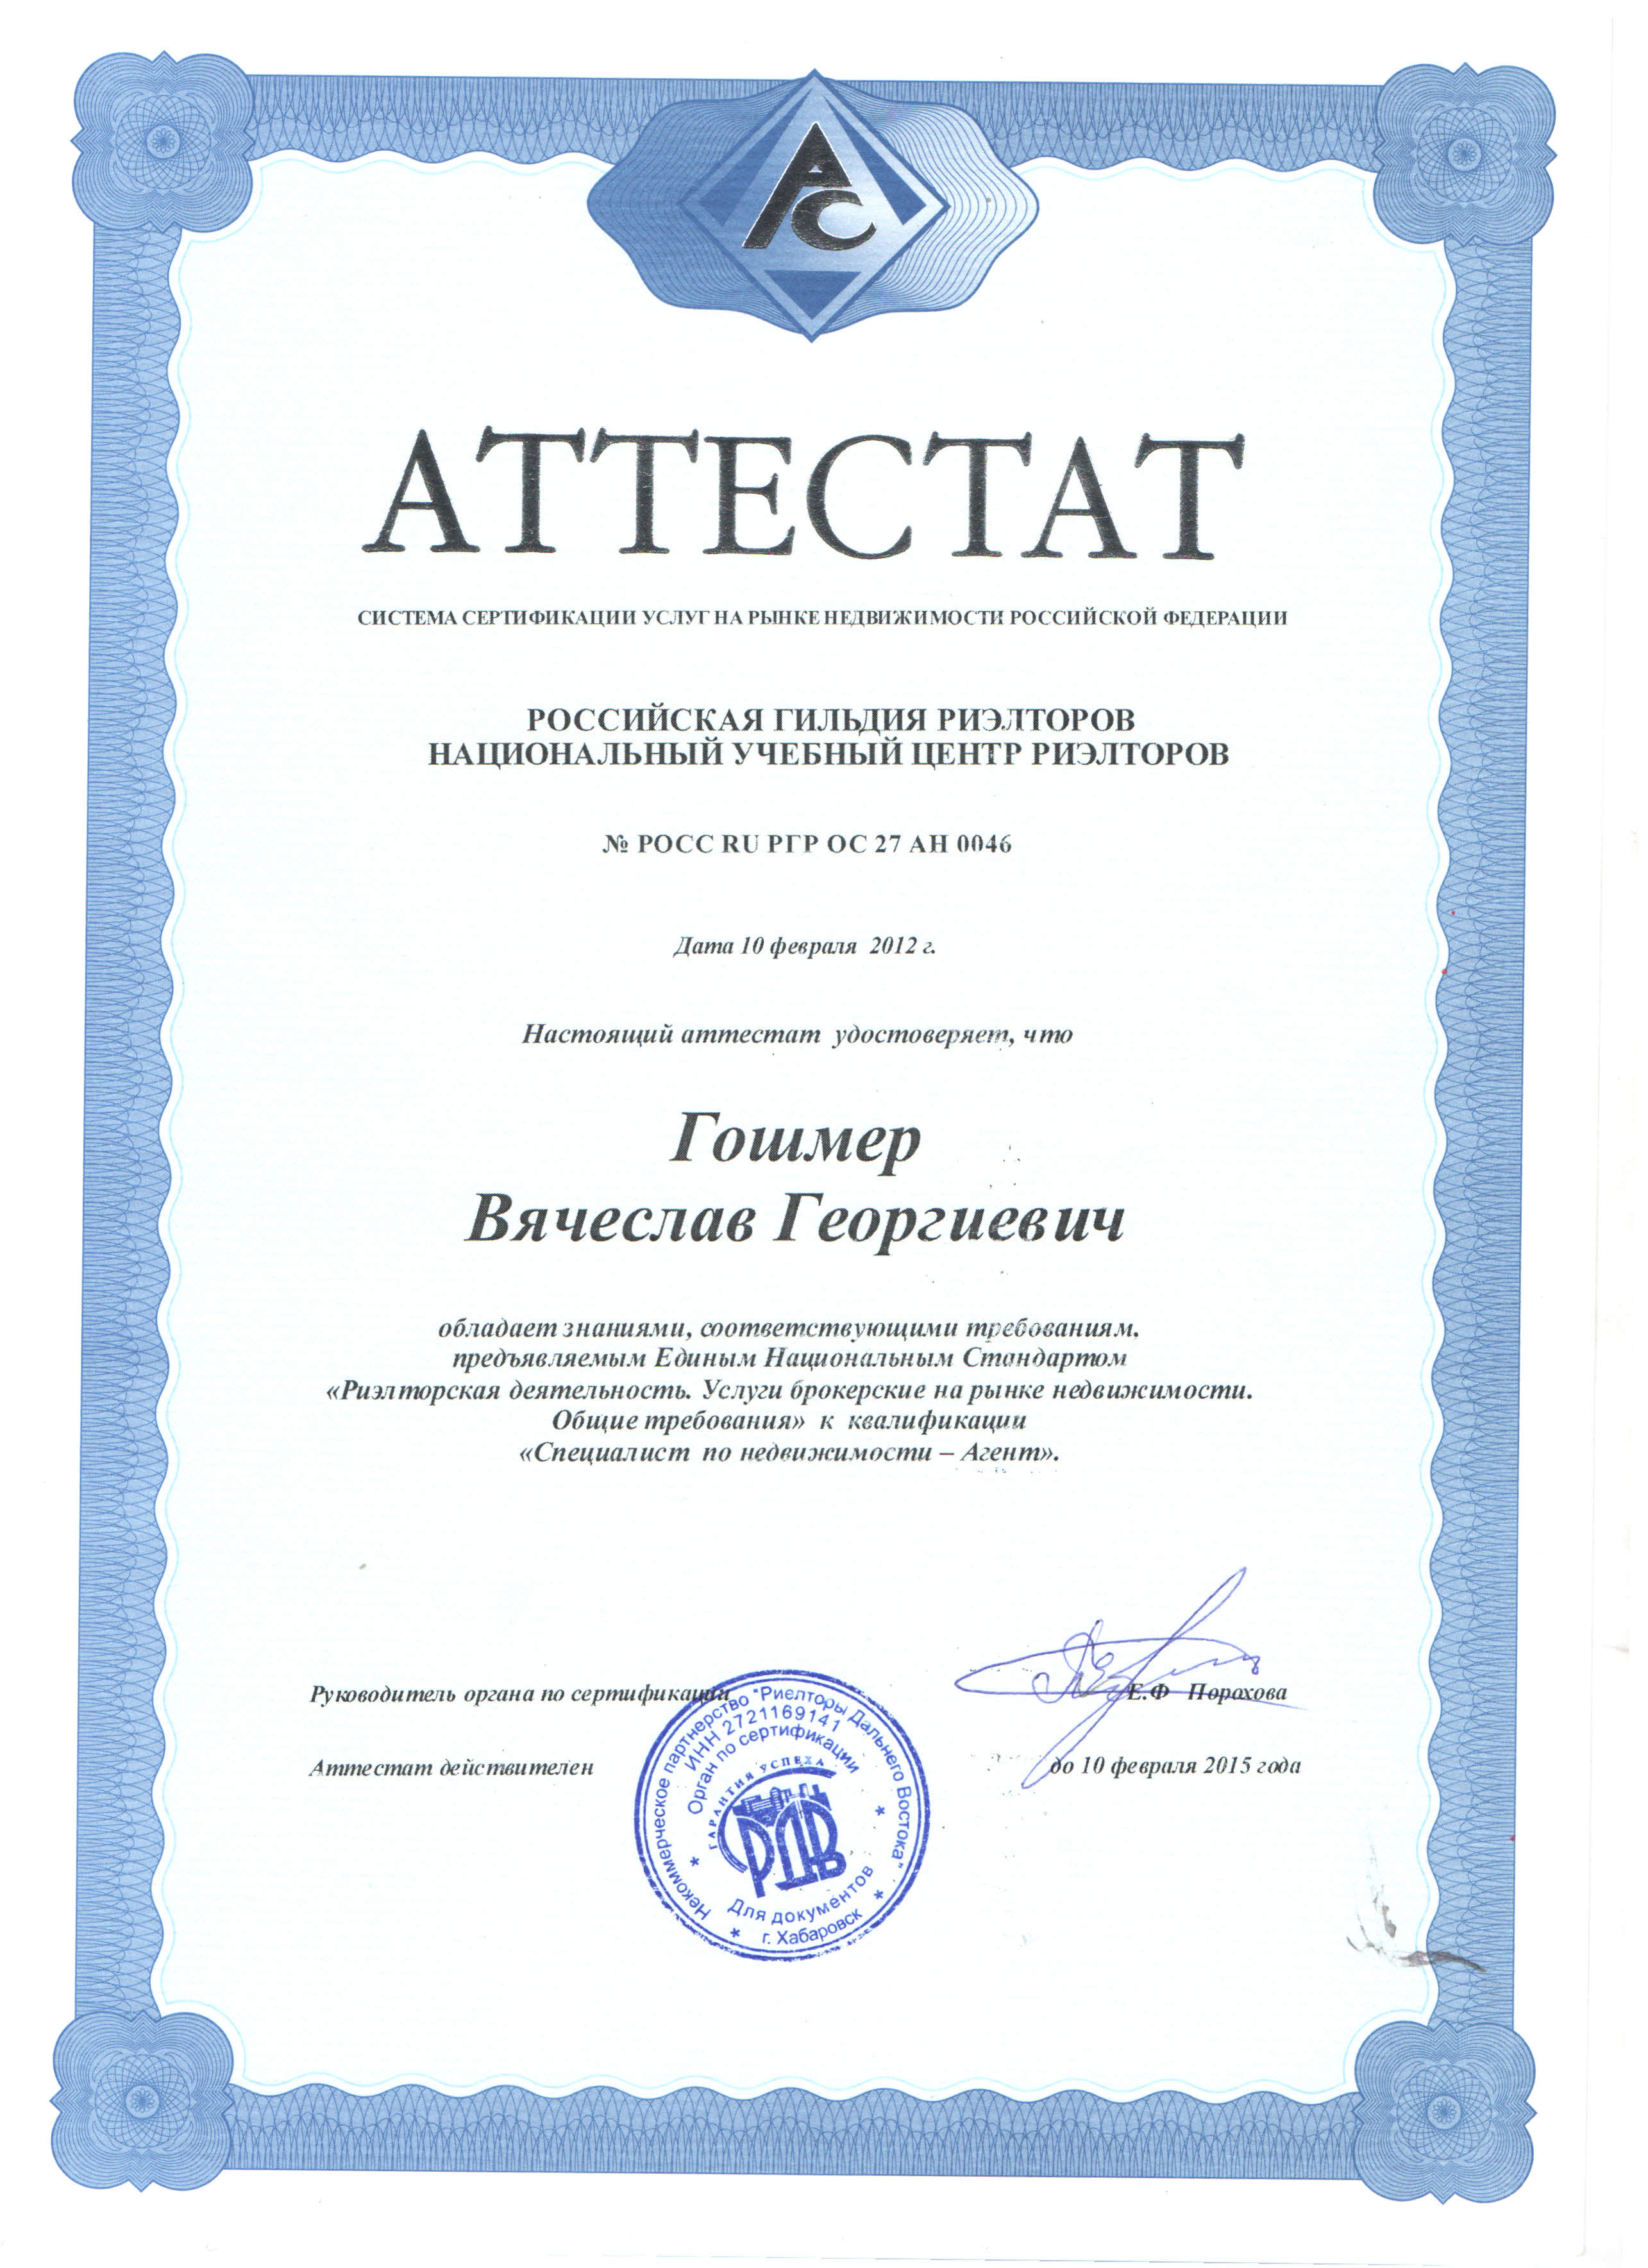 РС
АТТЕСТАТ
СИСТЕМА СЕРТИФИКАЦИИ УСЛУГ НА РЫНКЕ НЕДВИЖИМОСТИ РОССИЙСКОЙ ФЕДЕРАЦИИ
РОССИЙСКАЯ ГИЛЬДИЯ РИЭЛТОРОВ
НАЦИОНАЛЬНЫЙ УЧЕБНЫЙ ЦЕНТР РИЭЛТОРОВ
№ РОСС RU РГР ОС 27 АН 0046
Дата 10 февраля 2012 г.
Настоящий аттестат удостоверяет, что
Гошмер
Вячеслав Георгиевич
обладает знаниями, соответствующими требованиям.
предъявляемым Единым Национальным Стандартом
«Риэлторская деятельность. Услуги брокерские на рынке недвижимости.
Общие требования» к квалификации
«Специалист по недвижимости – Агент».
Руководитель органа по сертификации
Е.Ф Порохова
Аттестат действителен
до 10 февраля 2015 года
Некоммерческое партнерство "Риелторы Дальнего Востока"
ИНН 2721169141
Орган по сертификации
ГАРАНТИЯ УСПЕХА
РДВ
Для документов
г. Хабаровск